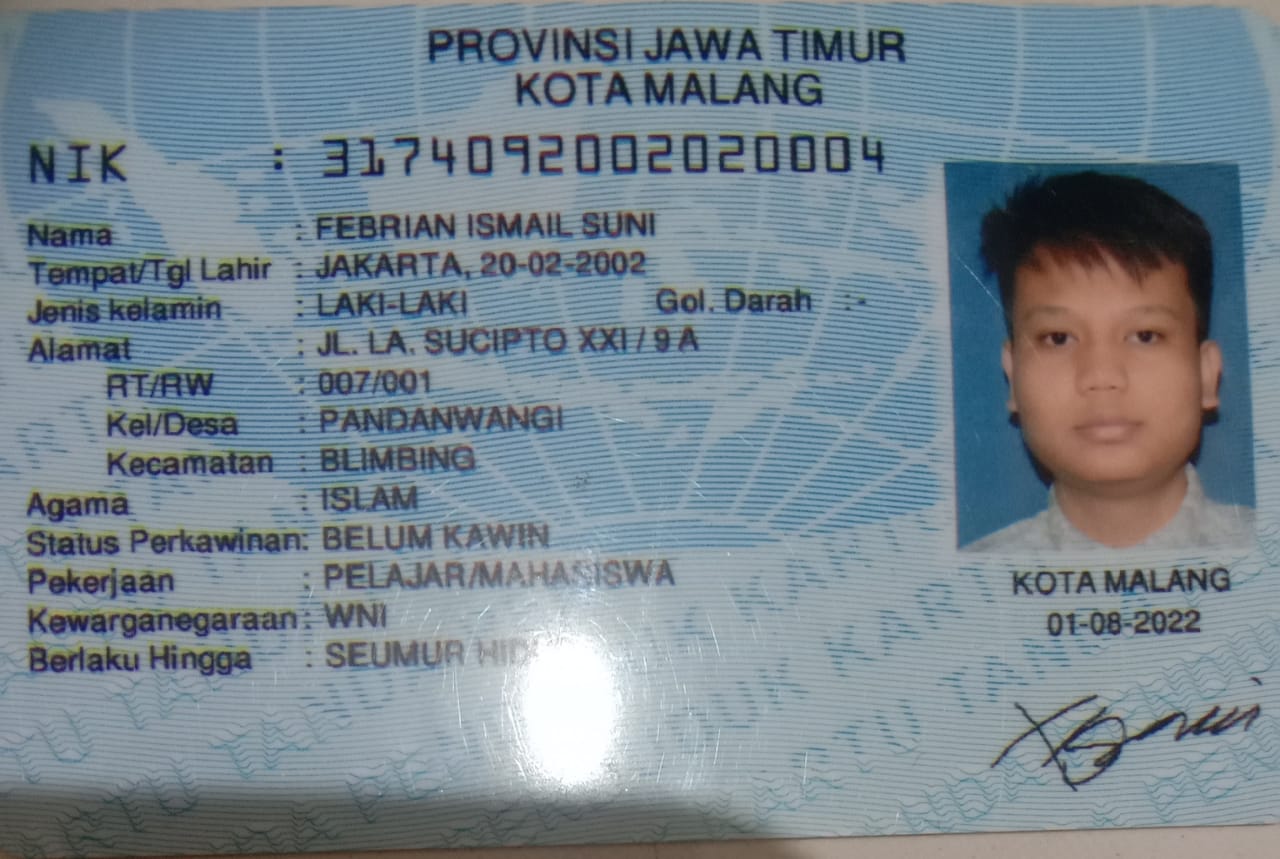 PROVINSI JAWA TIMUR
KOTA MALANG
NIK : 3174092002020004
Nama : FEBRIAN ISMAIL SUNI
Tempat/Tgl Lahir : JAKARTA, 20-02-2002
Jenis kelamin : LAKI-LAKI Gol. Darah : -
Alamat : JL. LA. SUCIPTO XXI / 9 A
RT/RW : 007/001
Kel/Desa : PANDANWANGI
Kecamatan : BLIMBING
Agama : ISLAM
Status Perkawinan: BELUM KAWIN
Pekerjaan : PELAJAR/MAHASISWA
Kewarganegaraan : WNI
Berlaku Hingga : SEUMUR
KOTA MALANG
01-08-2022